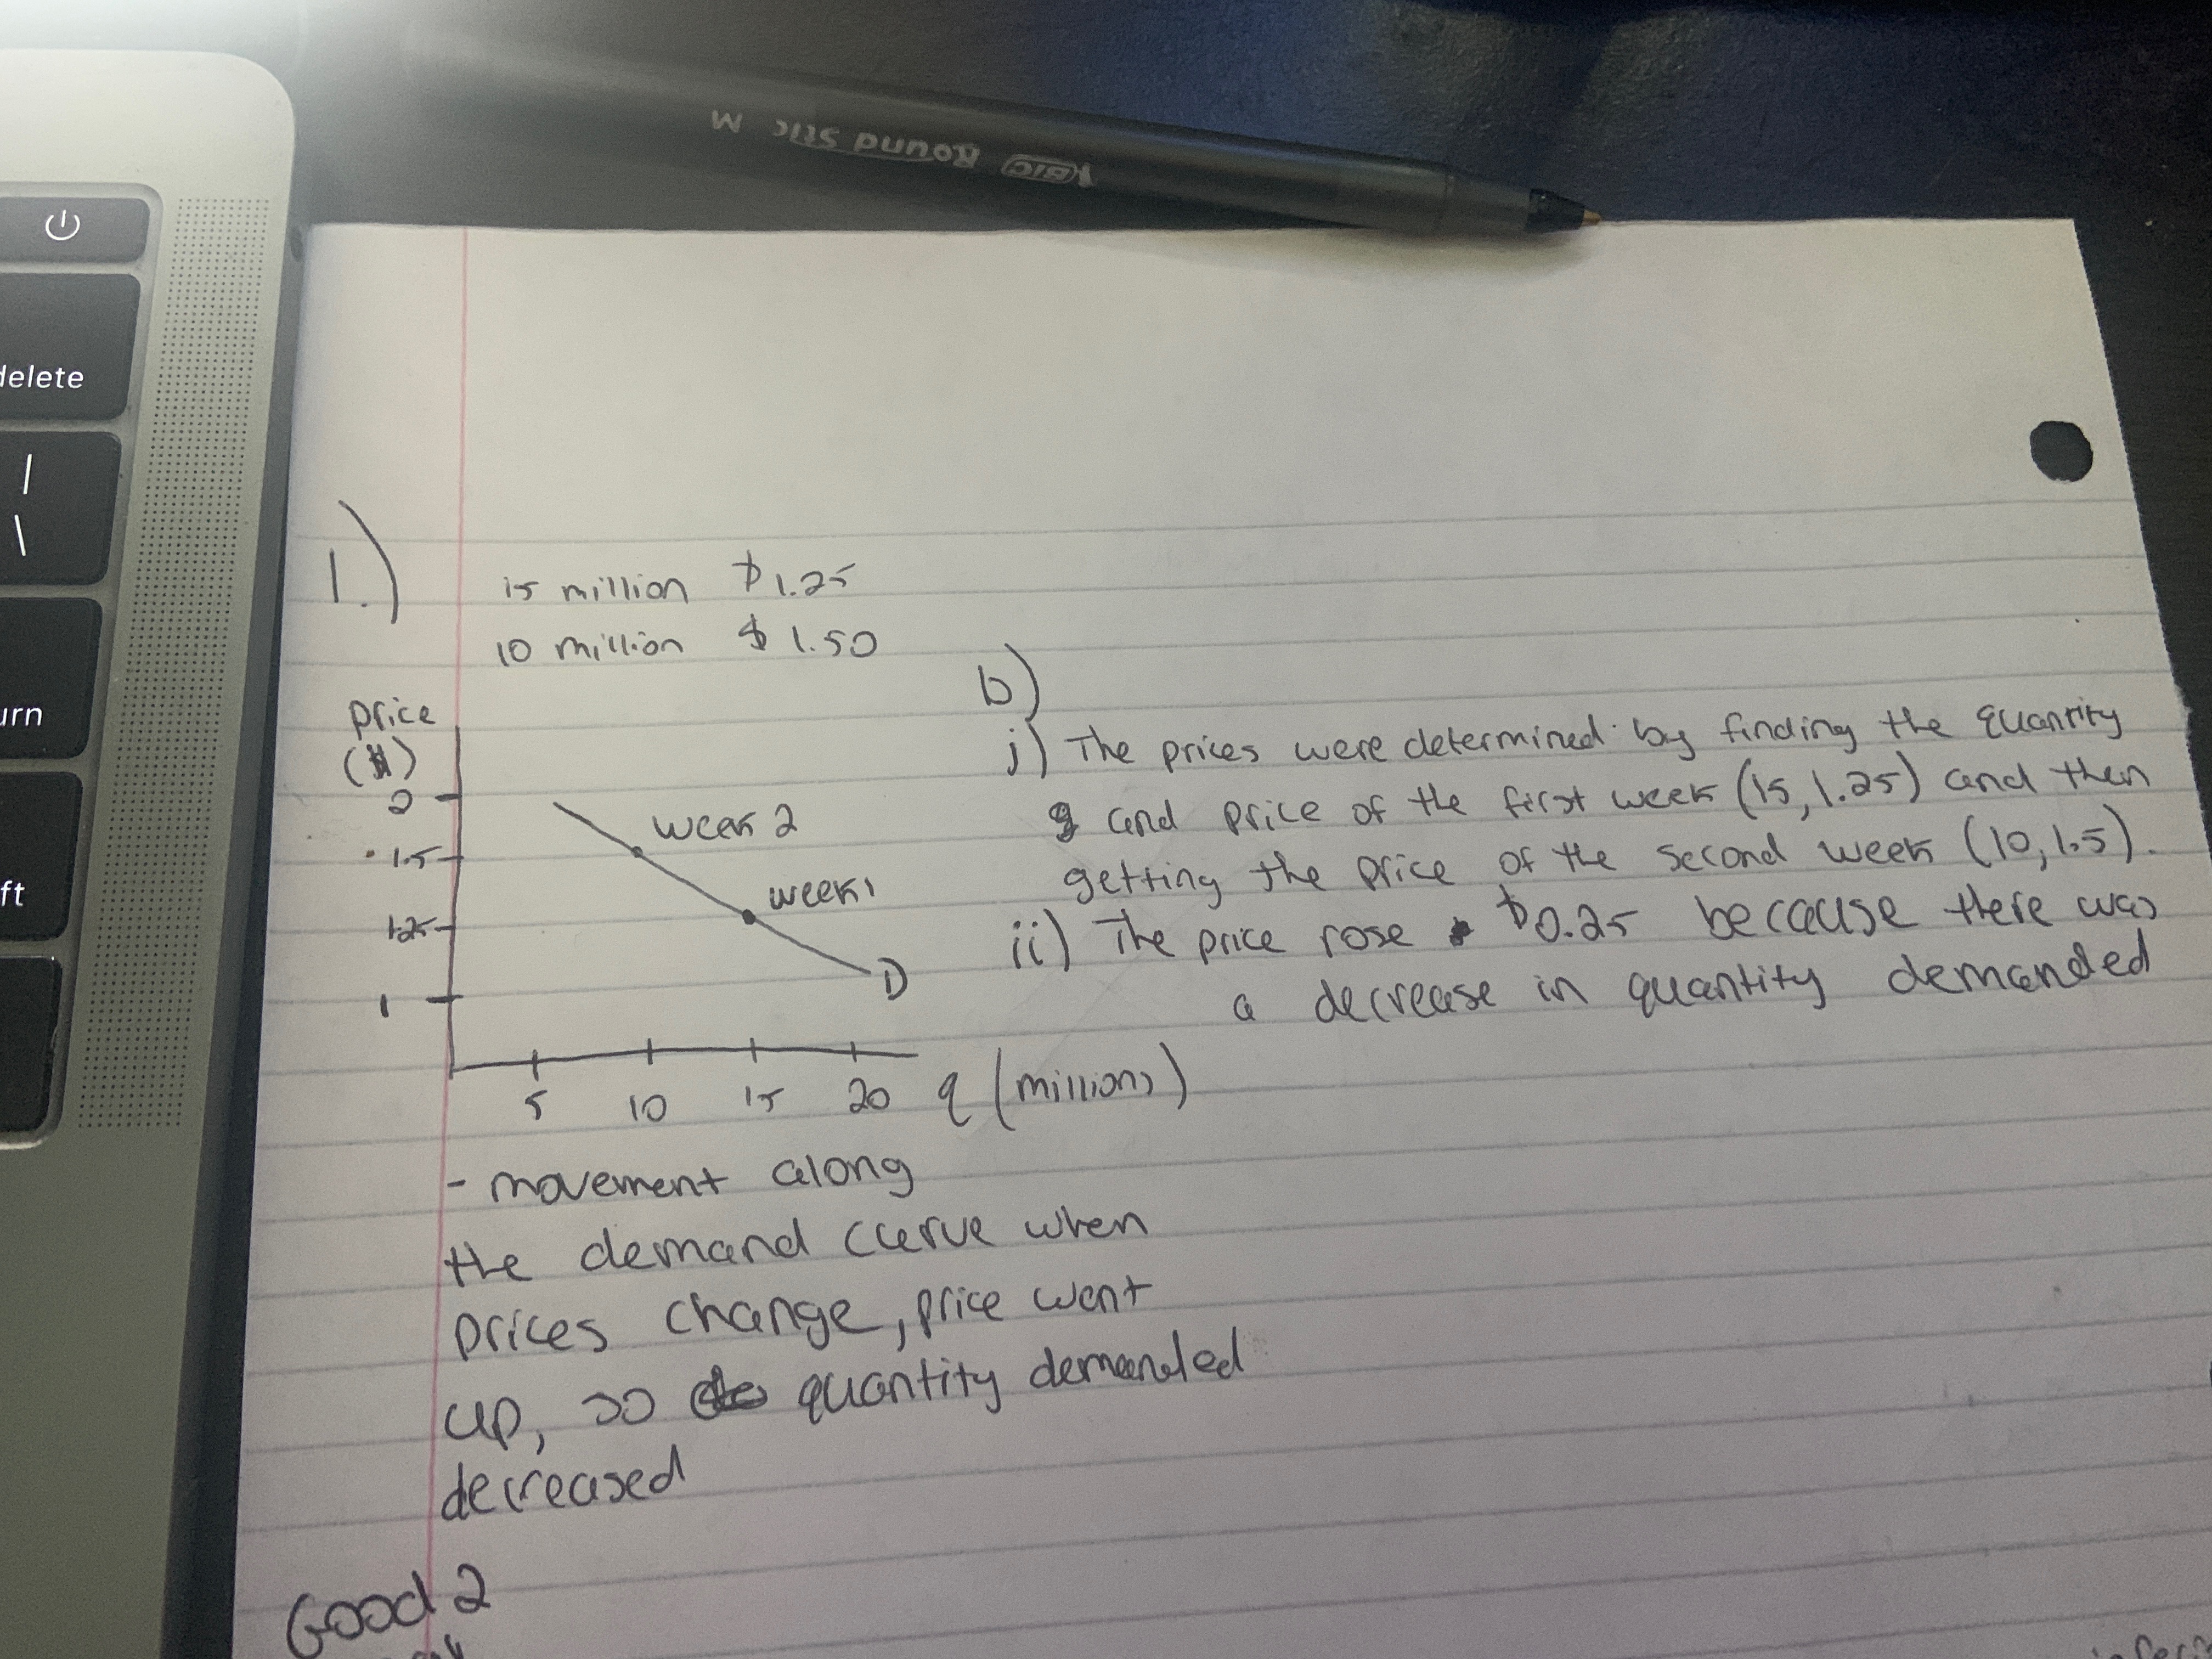 BIC Round Stic M
delete
|
\
urn
ft
1.)
15 million $1.25
10 million $1.50
price
($)
2
1.5
1.25
1
week 2
week 1
D
5 10 15 20 q (millions)
- movement along
the demand curve when
prices change, price went
up, so quantity demanded
decreased
b)
i) The prices were determined by finding the quantity
and price of the first week (15, 1.25) and then
getting the price of the second week (10, 1.5).
ii) The price rose $0.25 because there was
a decrease in quantity demanded
Good 2